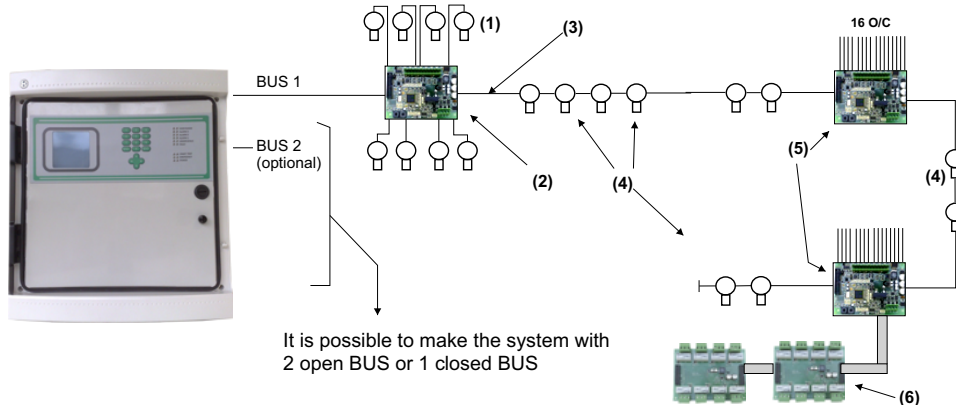 (1)
(3)
16 O/C
BUS 1
BUS 2
(optional)
(2)
(4)
(5)
(4)
It is possible to make the system with
2 open BUS or 1 closed BUS
(6)